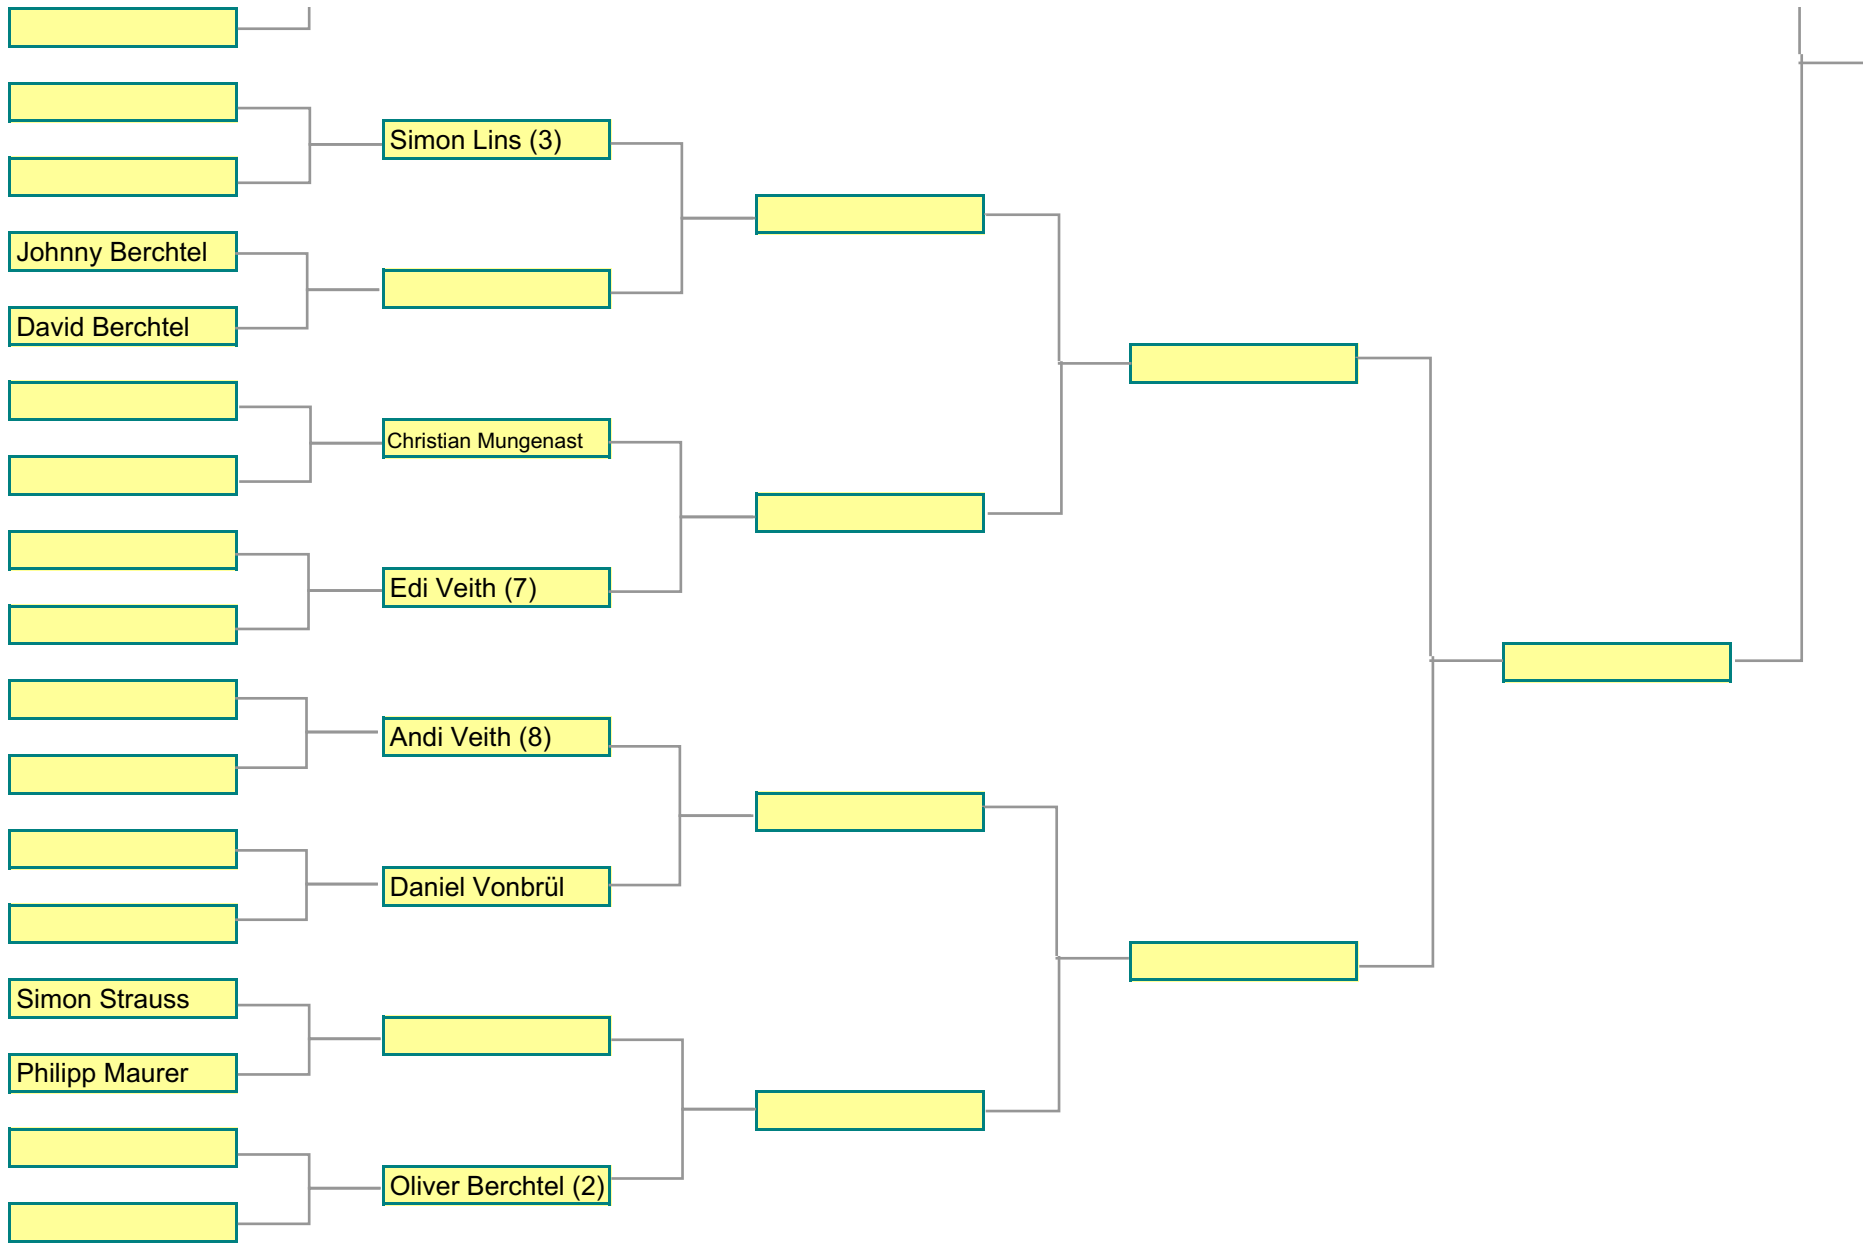 Simon Lins (3)
Johnny Berchtel
David Berchtel
Christian Mungenast
Edi Veith (7)
Andi Veith (8)
Daniel Vonbrül
Simon Strauss
Philipp Maurer
Oliver Berchtel (2)